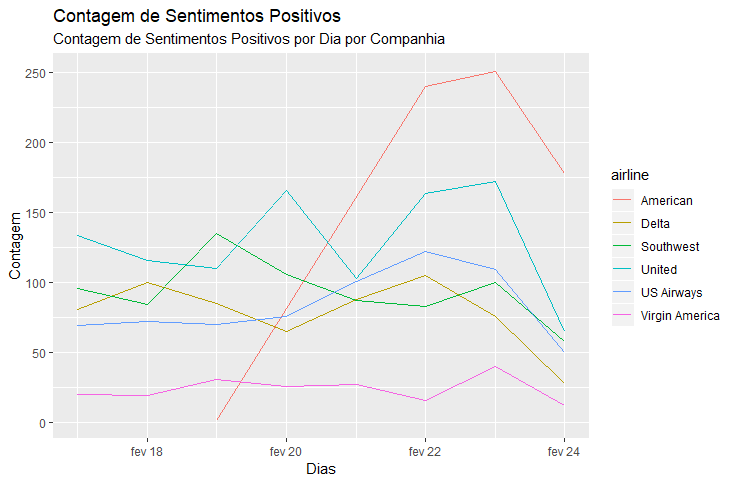 Contagem de Sentimentos Positivos
Contagem de Sentimentos Positivos por Dia por Companhia
250
200
150
100
50
0
Contagem
fev 18
fev 20
fev 22
fev 24
Dias
airline
American
Delta
Southwest
United
US Airways
Virgin America